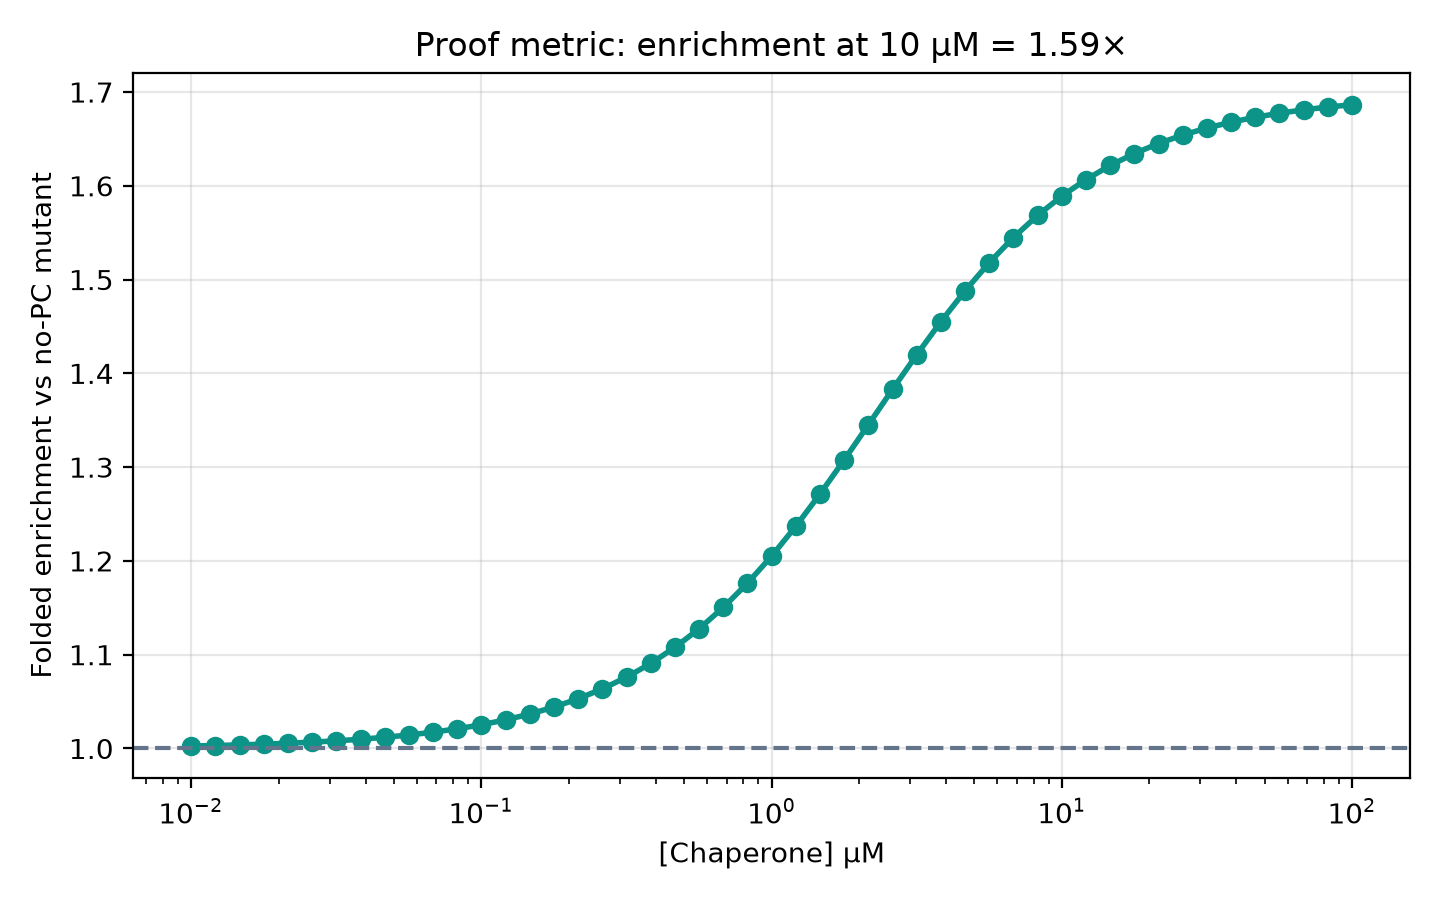 Proof metric: enrichment at 10 µM = 1.59×
Folded enrichment vs no-PC mutant
1.7
1.6
1.5
1.4
1.3
1.2
1.1
1.0
10⁻² 10⁻¹ 10⁰ 10¹ 10²
[Chaperone] µM